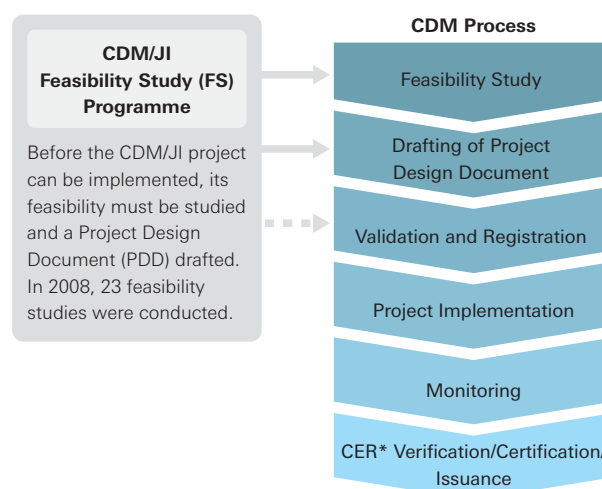 CDM/JI
Feasibility Study (FS)
Programme
Before the CDM/JI project
can be implemented, its
feasibility must be studied
and a Project Design
Document (PDD) drafted.
In 2008, 23 feasibility
studies were conducted.
CDM Process
Feasibility Study
Drafting of Project
Design Document
Validation and Registration
Project Implementation
Monitoring
CER* Verification/Certification/
Issuance